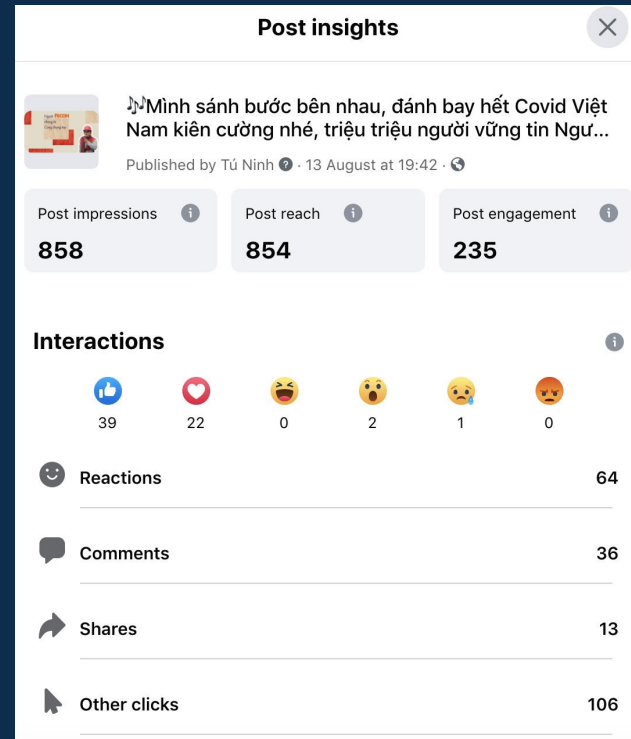 Post insights
🎶Mình sánh bước bên nhau, đánh bay hết Covid Việt
Nam kiên cường nhé, triệu triệu người vững tin Ngư...
Published by Tú Ninh · 13 August at 19:42 ·
Post impressions
858
Post reach
854
Post engagement
235
Interactions
39
22
0
2
1
0
Reactions
64
Comments
36
Shares
13
Other clicks
106